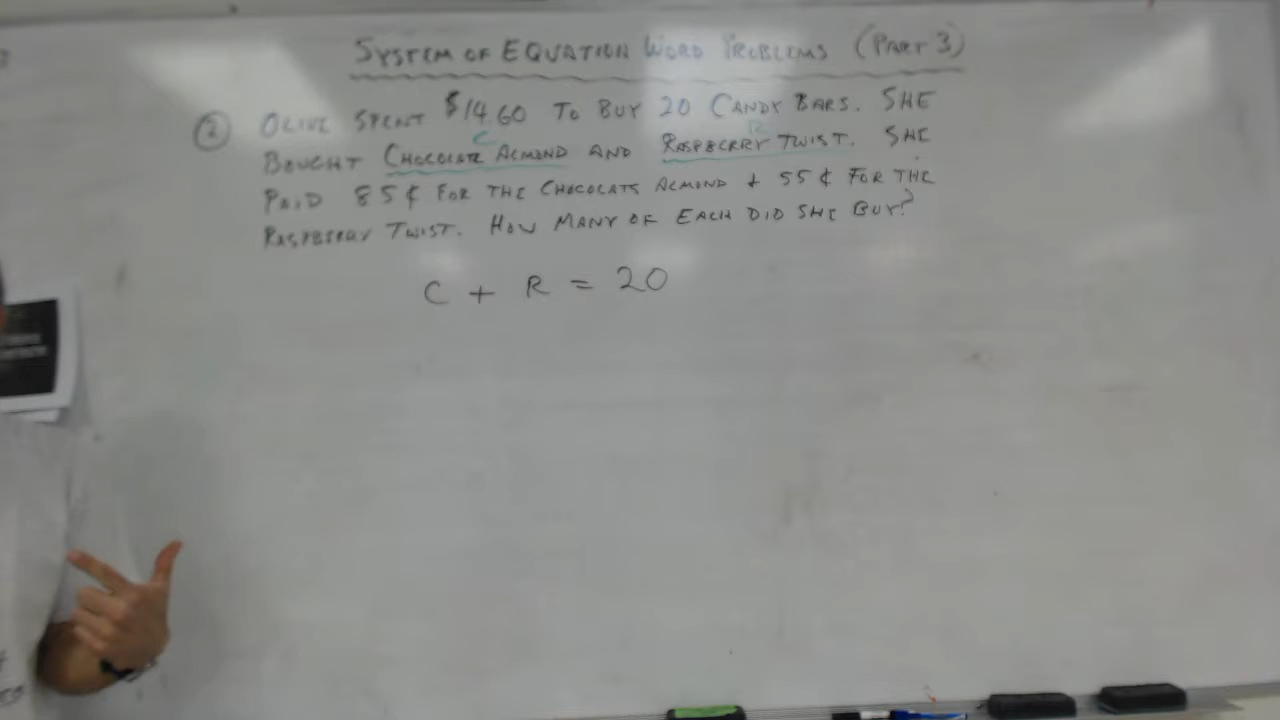 SYSTEM OF EQUATION WORD PROBLEMS (PART 3)
② OLIVE SPENT $14.60 TO BUY 20 CANDY BARS. SHE
C R
BOUGHT CHOCOLATE ALMOND AND RASPBERRY TWIST. SHE
PAID 85¢ FOR THE CHOCOLATE ALMOND + 55¢ FOR THE
RASPBERRY TWIST. HOW MANY OF EACH DID SHE BUY?
C + R = 20